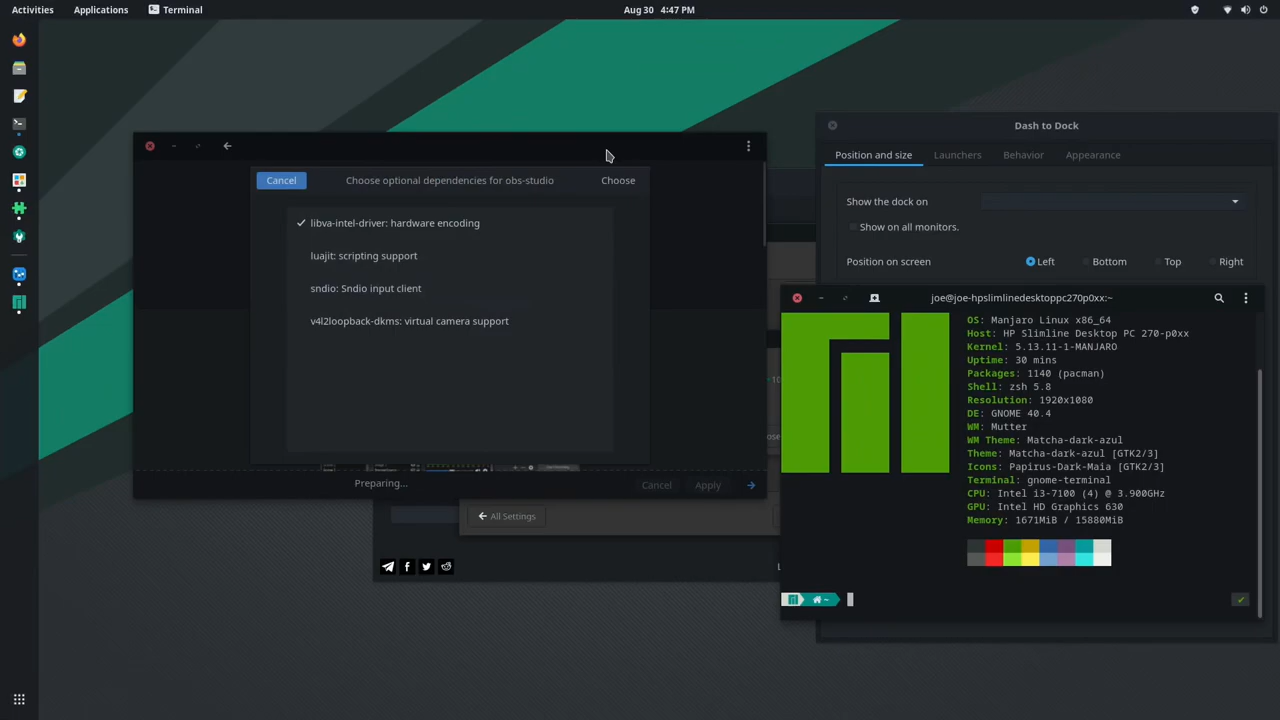 Activities Applications Terminal Aug 30 4:47 PM
Choose optional dependencies for obs-studio
Cancel Choose
libva-intel-driver: hardware encoding
luajit: scripting support
sndio: Sndio input client
v4l2loopback-dkms: virtual camera support
Preparing...
Cancel Apply
All Settings
Dash to Dock
Position and size Launchers Behavior Appearance
Show the dock on
Show on all monitors.
Position on screen Left Bottom Top Right
joe@joe-hpslimlinedesktoppc270p0xx:~
OS: Manjaro Linux x86_64
Host: HP Slimline Desktop PC 270-p0xx
Kernel: 5.13.11-1-MANJARO
Uptime: 30 mins
Packages: 1140 (pacman)
Shell: zsh 5.8
Resolution: 1920x1080
DE: GNOME 40.4
WM: Mutter
WM Theme: Matcha-dark-azul
Theme: Matcha-dark-azul [GTK2/3]
Icons: Papirus-Dark-Maia [GTK2/3]
Terminal: gnome-terminal
CPU: Intel i3-7100 (4) @ 3.900GHz
GPU: Intel HD Graphics 630
Memory: 1671MiB / 15880MiB
~